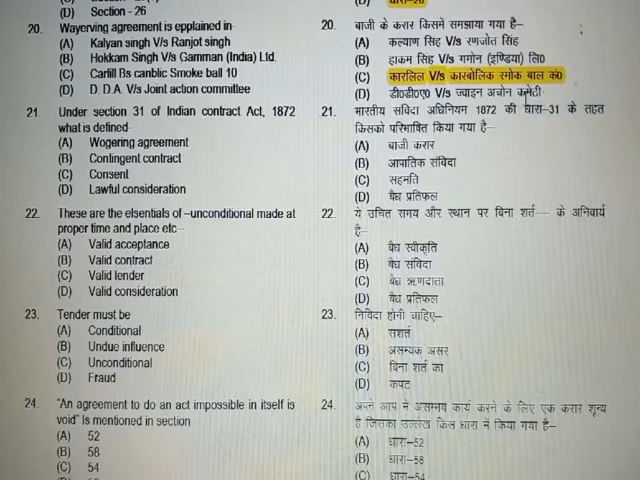 (D) Section - 26
20. Wayerving agreement is epplained in-
(A) Kalyan singh V/s Ranjot singh
(B) Hokkam Singh V/s Gamman (India) Ltd.
(C) Carfill Bs canblic Smoke ball 10
(D) D. D A. V/s Joint action committee
21. Under section 31 of Indian contract Act, 1872
what is defined-
(A) Wogering agreement
(B) Contingent contract
(C) Consent
(D) Lawful consideration
22. These are the elsentials of –unconditional made at
proper time and place etc–
(A) Valid acceptance
(B) Valid contract
(C) Valid lender
(D) Valid consideration
23. Tender must be
(A) Conditional
(B) Undue influence
(C) Unconditional
(D) Fraud
24. "An agreement to do an act impossible in itself is
void" Is mentioned in section
(A) 52
(B) 58
(C) 54
(D) धारा–26
20. बाजी के करार किसमें समझाया गया है–
(A) कल्याण सिंह V/s रणजोत सिंह
(B) हाकम सिंह V/s गमोन (इण्डिया) लि0
(C) कारलिल V/s कारबोलिक स्मोक बाल कं0
(D) डी0डी0ए0 V/s ज्वाइन अचोन कमेटी
21. भारतीय संविदा अधिनियम 1872 की धारा–31 के तहत
किसको परिभाषित किया गया है–
(A) बाजी करार
(B) आपातिक संविदा
(C) सहमति
(D) वैध प्रतिफल
22. ये उचित समय और स्थान पर बिना शर्त–– के अनिवार्य
है–
(A) वैध स्वीकृति
(B) वैध संविदा
(C) वैध ऋणदाता
(D) वैध प्रतिफल
23. निविदा होनी चाहिए–
(A) सशर्त
(B) असम्यक असर
(C) बिना शर्त का
(D) कपट
24. अपने आप मे असम्भव कार्य करने के लिए एक करार शून्य
है जिसका उल्लेख किस धारा में किया गया है–
(A) धारा–52
(B) धारा–58
(C) धारा–54